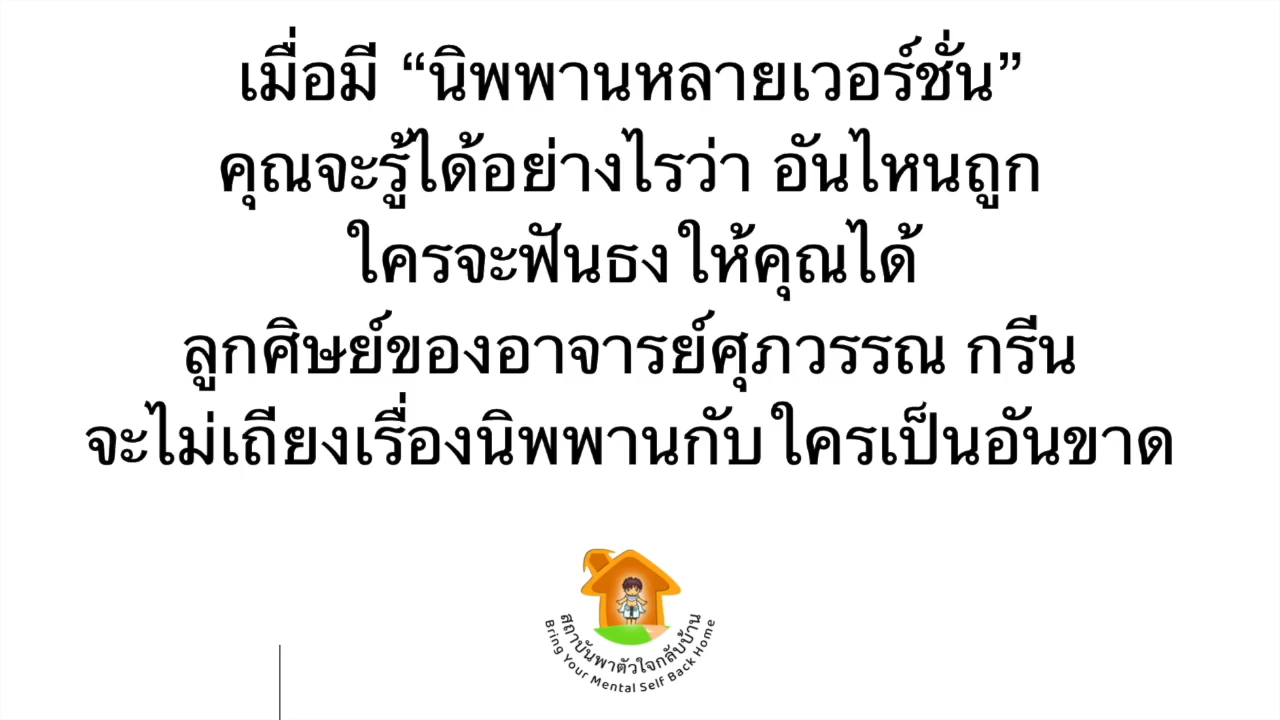 เมื่อมี “นิพพานหลายเวอร์ชั่น”
คุณจะรู้ได้อย่างไรว่า อันไหนถูก
ใครจะฟันธง ให้คุณได้
ลูกศิษย์ของอาจารย์ศุภวรรณ กรีน
จะไม่เถียงเรื่องนิพพานกับ ใครเป็นอันขาด
สถาบันพาตัวใจกลับบ้าน
Bring Your Mental Self Back Home